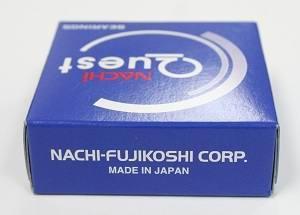 BEARINGS
NACHi
Quest
NACHI-FUJIKOSHI CORP.
MADE IN JAPAN